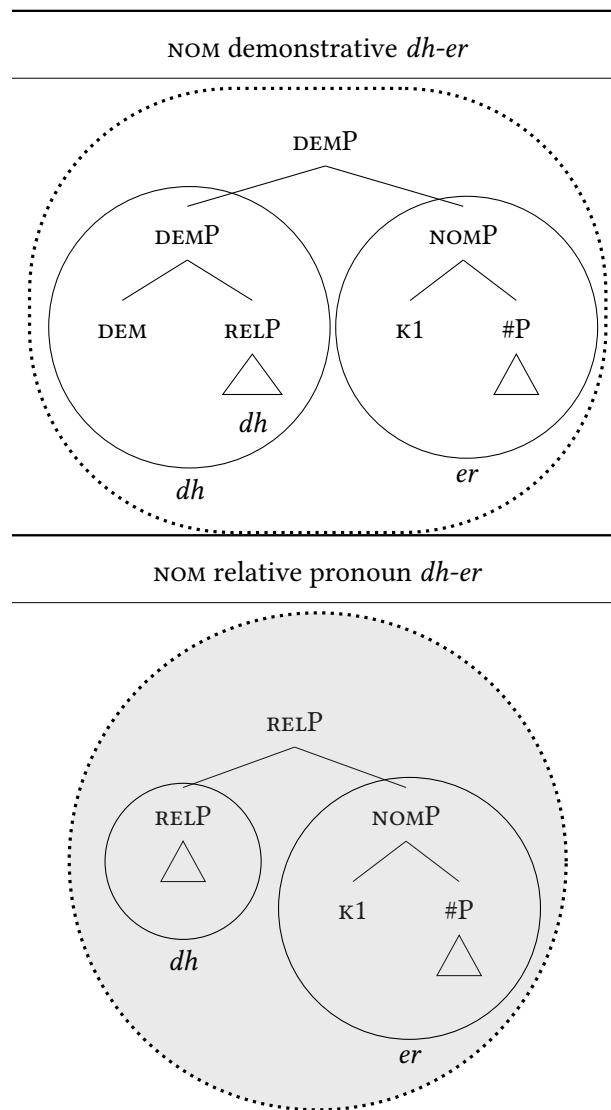 NOM demonstrative dh-er
DEMP
DEMP NOMP
DEM RELP K1 #P
dh
dh er
NOM relative pronoun dh-er
RELP
RELP NOMP
K1 #P
dh
er